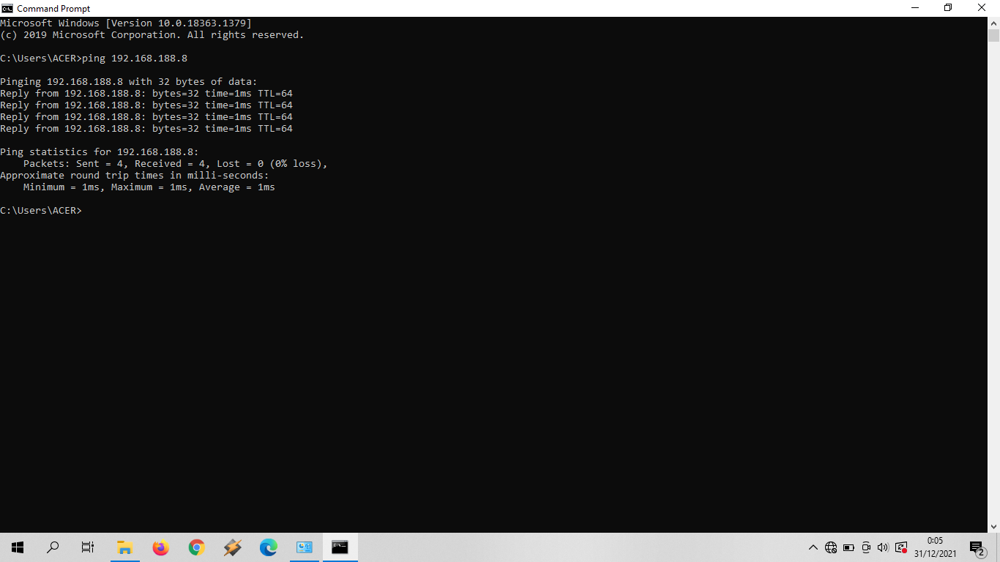 Command Prompt
Microsoft Windows [Version 10.0.18363.1379]
(c) 2019 Microsoft Corporation. All rights reserved.
C:\Users\ACER>ping 192.168.188.8
Pinging 192.168.188.8 with 32 bytes of data:
Reply from 192.168.188.8: bytes=32 time=1ms TTL=64
Reply from 192.168.188.8: bytes=32 time=1ms TTL=64
Reply from 192.168.188.8: bytes=32 time=1ms TTL=64
Reply from 192.168.188.8: bytes=32 time=1ms TTL=64
Ping statistics for 192.168.188.8:
    Packets: Sent = 4, Received = 4, Lost = 0 (0% loss),
Approximate round trip times in milli-seconds:
    Minimum = 1ms, Maximum = 1ms, Average = 1ms
C:\Users\ACER>
0:05
31/12/2021
2